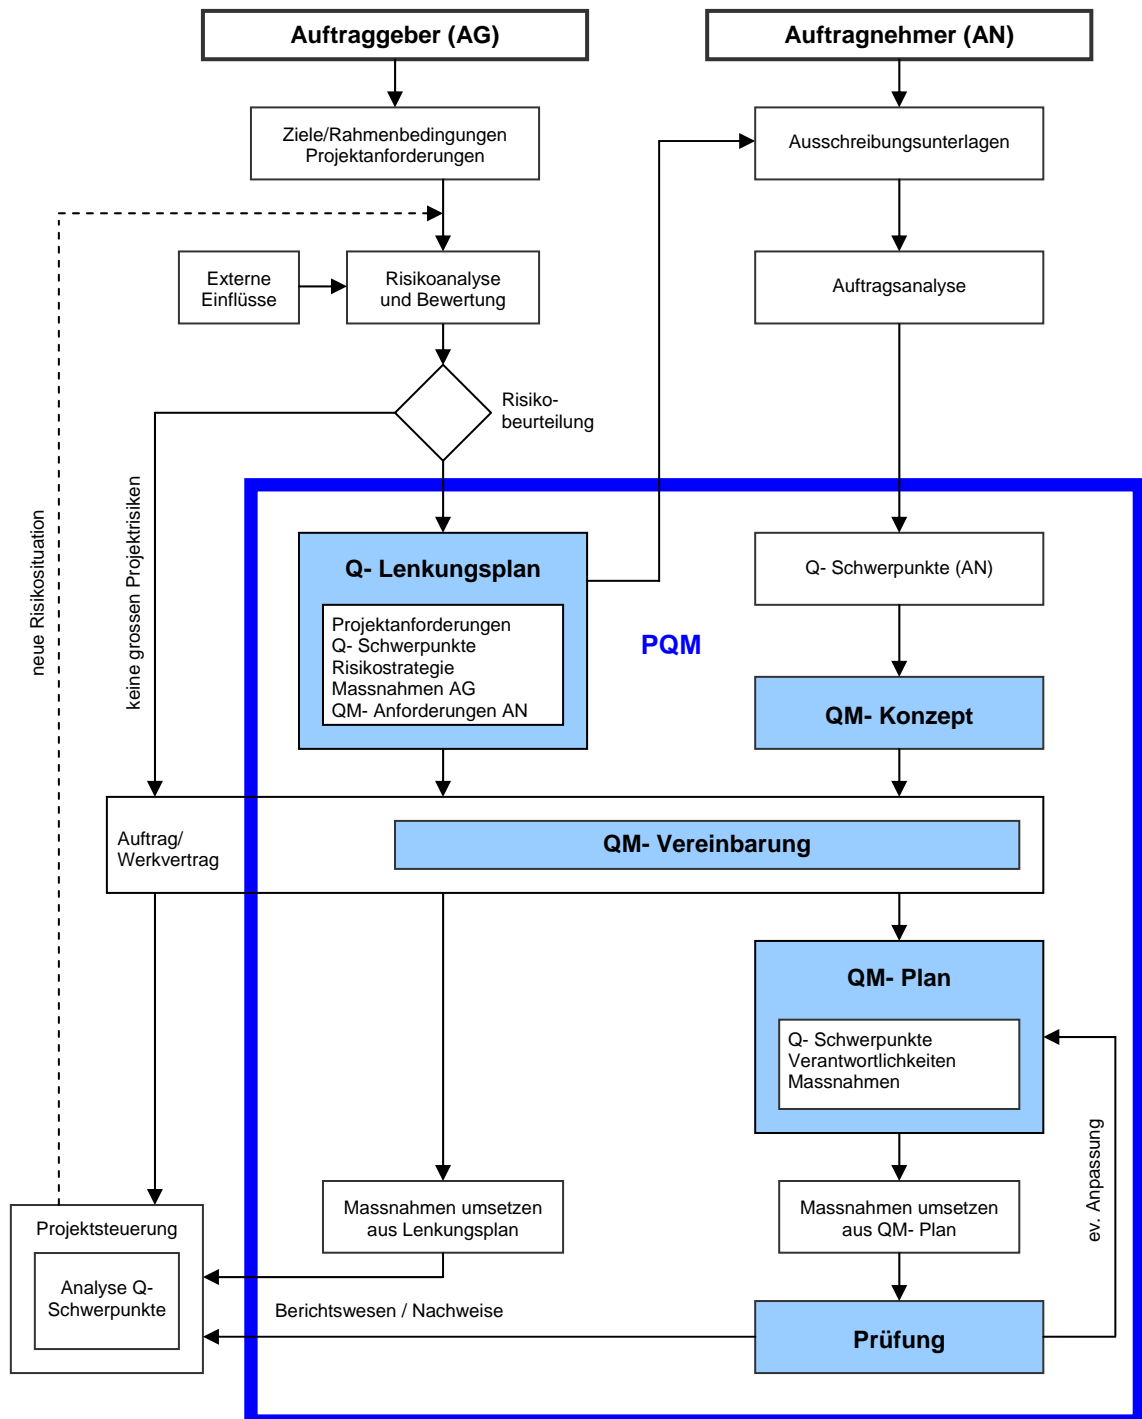 Auftraggeber (AG)
Auftragnehmer (AN)
Ziele/Rahmenbedingungen
Projektanforderungen
Ausschreibungsunterlagen
Externe
Einflüsse
Risikoanalyse
und Bewertung
Auftragsanalyse
Risiko-
beurteilung
neue Risikosituation
keine grossen Projektrisiken
Q- Lenkungsplan
Projektanforderungen
Q- Schwerpunkte
Risikostrategie
Massnahmen AG
QM- Anforderungen AN
PQM
Q- Schwerpunkte (AN)
QM- Konzept
Auftrag/
Werkvertrag
QM- Vereinbarung
QM- Plan
Q- Schwerpunkte
Verantwortlichkeiten
Massnahmen
ev. Anpassung
Projektsteuerung
Analyse Q-
Schwerpunkte
Massnahmen umsetzen
aus Lenkungsplan
Massnahmen umsetzen
aus QM- Plan
Berichtswesen / Nachweise
Prüfung